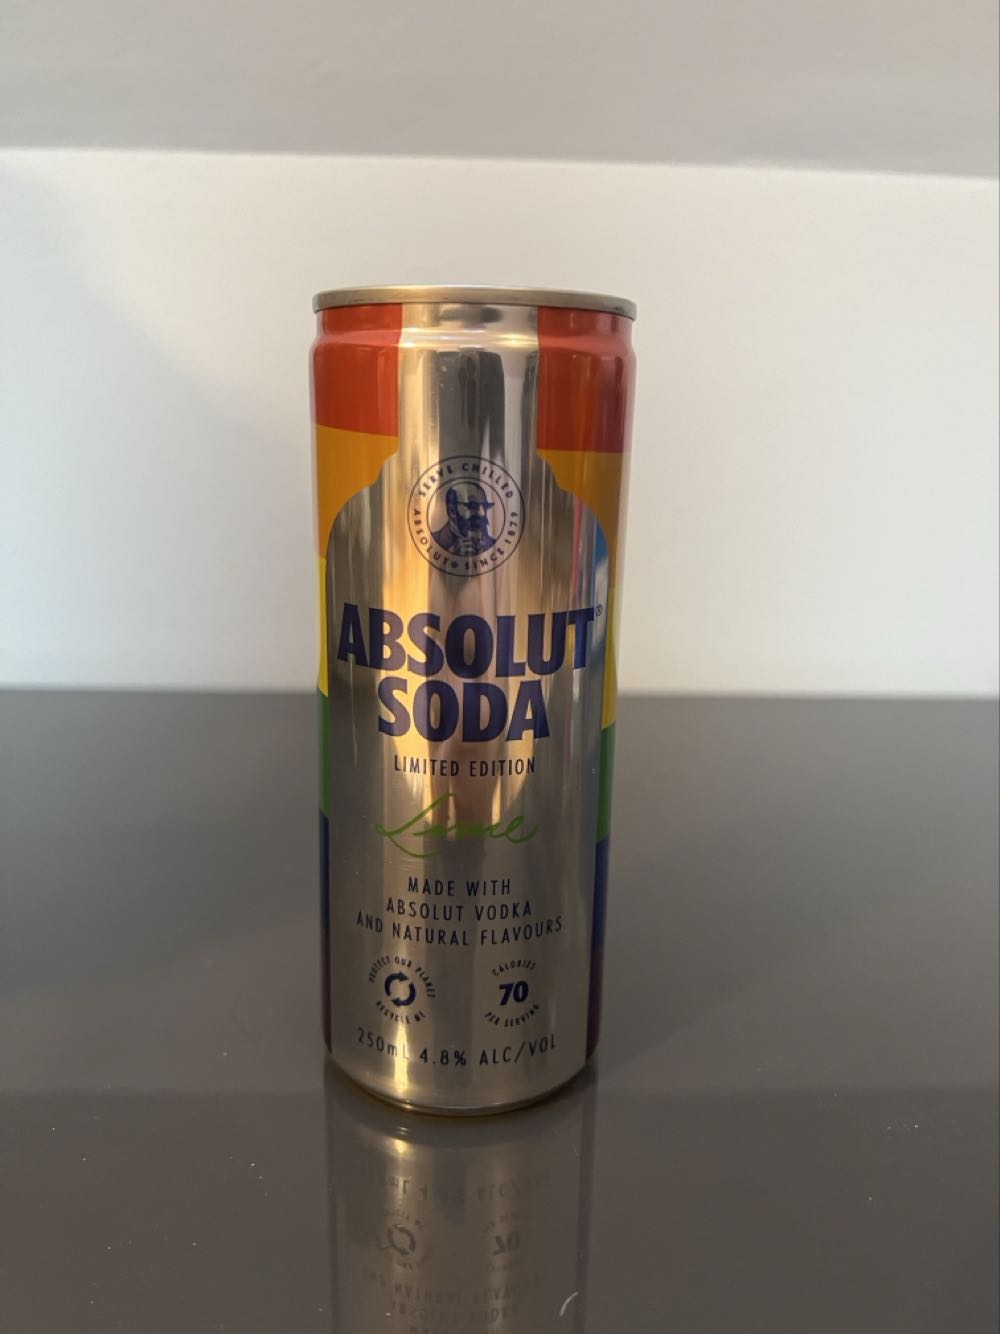 SERVE CHILLED
ABSOLUT® SINCE 1879
ABSOLUT®
SODA
LIMITED EDITION
Lime
MADE WITH
ABSOLUT VODKA
AND NATURAL FLAVOURS
PROTECT OUR PLANET
RECYCLE ME
CALORIES
70
PER SERVING
250mL 4.8% ALC/VOL